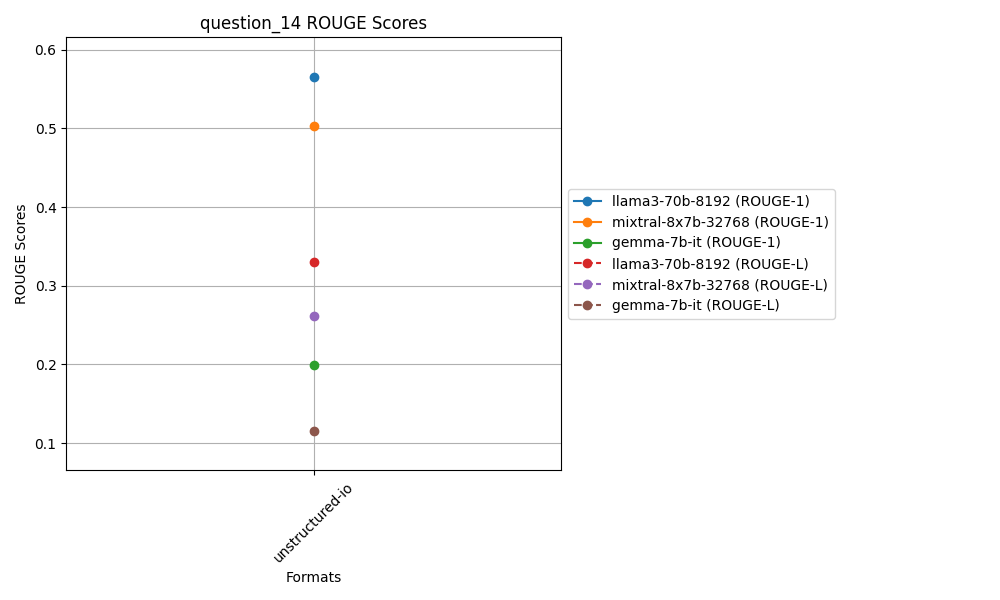 question_14 ROUGE Scores
0.6
0.5
0.4
0.3
0.2
0.1
ROUGE Scores
unstructured-io
Formats
llama3-70b-8192 (ROUGE-1)
mixtral-8x7b-32768 (ROUGE-1)
gemma-7b-it (ROUGE-1)
llama3-70b-8192 (ROUGE-L)
mixtral-8x7b-32768 (ROUGE-L)
gemma-7b-it (ROUGE-L)